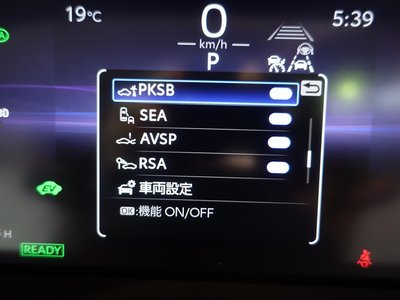 19℃
0
5:39
km/h
P
PKSB
SEA
AVSP
RSA
車両設定
OK:機能 ON/OFF
EV
H
READY